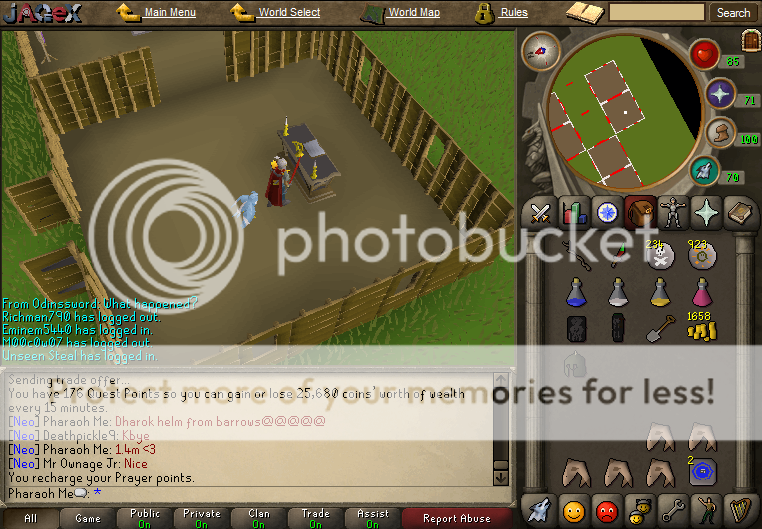 JAGEX
Main Menu
World Select
World Map
Rules
Search
85
71
100
70
photobucket
From Odinssword: What happened?
Richman790 has logged out.
Eminem5440 has logged in.
M00c0w07 has logged out.
Unseen Steal has logged in.
231
923
1658
Sending trade offer...
You have 176 Quest Points so you can gain or lose 25,680 coins' worth of wealth
every 15 minutes.
Protect more of your memories for less!
[Neo] Pharaoh Me: Dharok helm from barrows@@@@@
[Neo] Deathpickle9: Kbye
[Neo] Pharaoh Me: 1.4m <3
[Neo] Mr Ownage Jr: Nice
You recharge your Prayer points.
Pharaoh Me: *
2
All
Game
Public
On
Private
On
Clan
On
Trade
On
Assist
On
Report Abuse